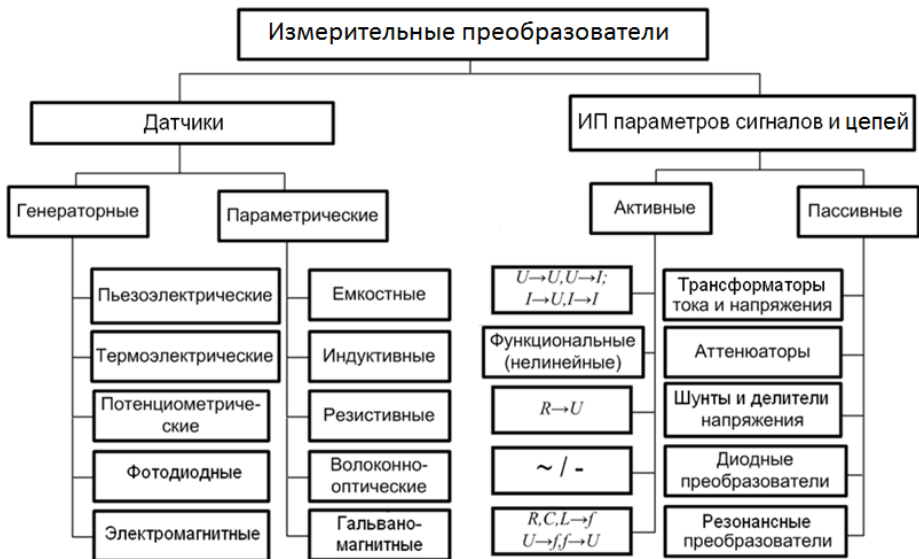 Измерительные преобразователи
Датчики
ИП параметров сигналов и цепей
Генераторные
Параметрические
Активные
Пассивные
Пьезоэлектрические
Термоэлектрические
Потенциометриче-
ские
Фотодиодные
Электромагнитные
Емкостные
Индуктивные
Резистивные
Волоконно-
оптические
Гальвано-
магнитные
U→U,U→I;
I→U,I→I
Функциональные
(нелинейные)
R→U
~ / -
R,C,L→f
U→f,f→U
Трансформаторы
тока и напряжения
Аттенюаторы
Шунты и делители
напряжения
Диодные
преобразователи
Резонансные
преобразователи